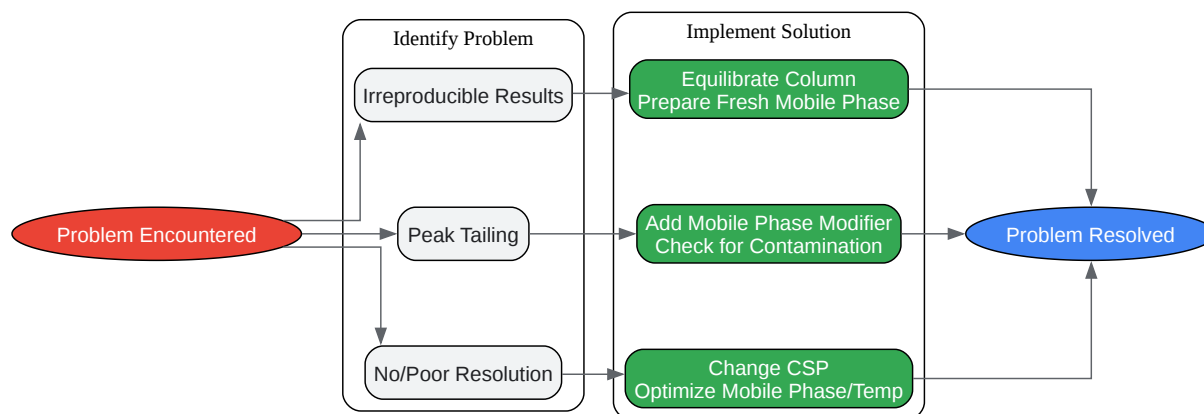 Identify Problem
Implement Solution
Irreproducible Results
Equilibrate Column
Prepare Fresh Mobile Phase
Problem Encountered
Peak Tailing
Add Mobile Phase Modifier
Check for Contamination
Problem Resolved
No/Poor Resolution
Change CSP
Optimize Mobile Phase/Temp